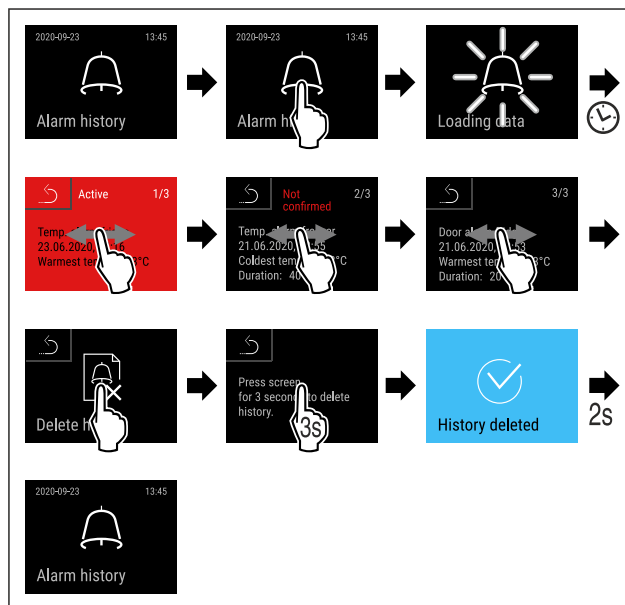 2020-09-23 13:45
Alarm history
2020-09-23 13:45
Alarm h
Loading data
Active 1/3
Temp.
23.06.2020,
Warmest °C
Not 2/3
confirmed
Temp
21.06.2020,
Coldest tem °C
Duration:
3/3
Door
21.06.2020,
Warmest °C
Duration:
Delete h
Press screen
for 3 seconds to delete
history.
3s
History deleted
2s
2020-09-23 13:45
Alarm history